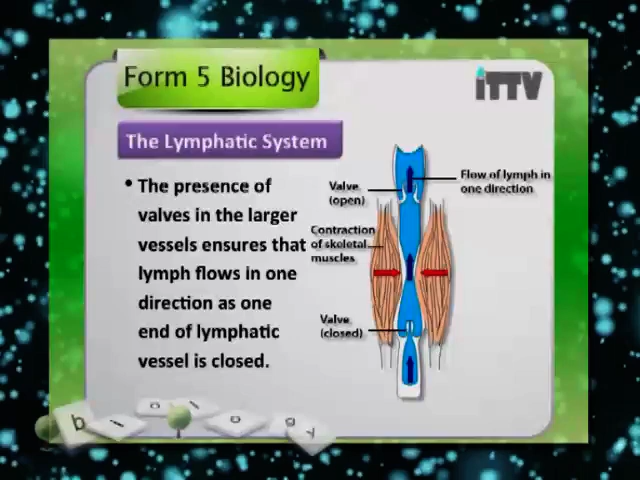 Form 5 Biology
iTTV
The Lymphatic System
• The presence of
valves in the larger
vessels ensures that
lymph flows in one
direction as one
end of lymphatic
vessel is closed.
Flow of lymph in
one direction
Valve
(open)
Contraction
of skeletal
muscles
Valve
(closed)
b i o l o g y